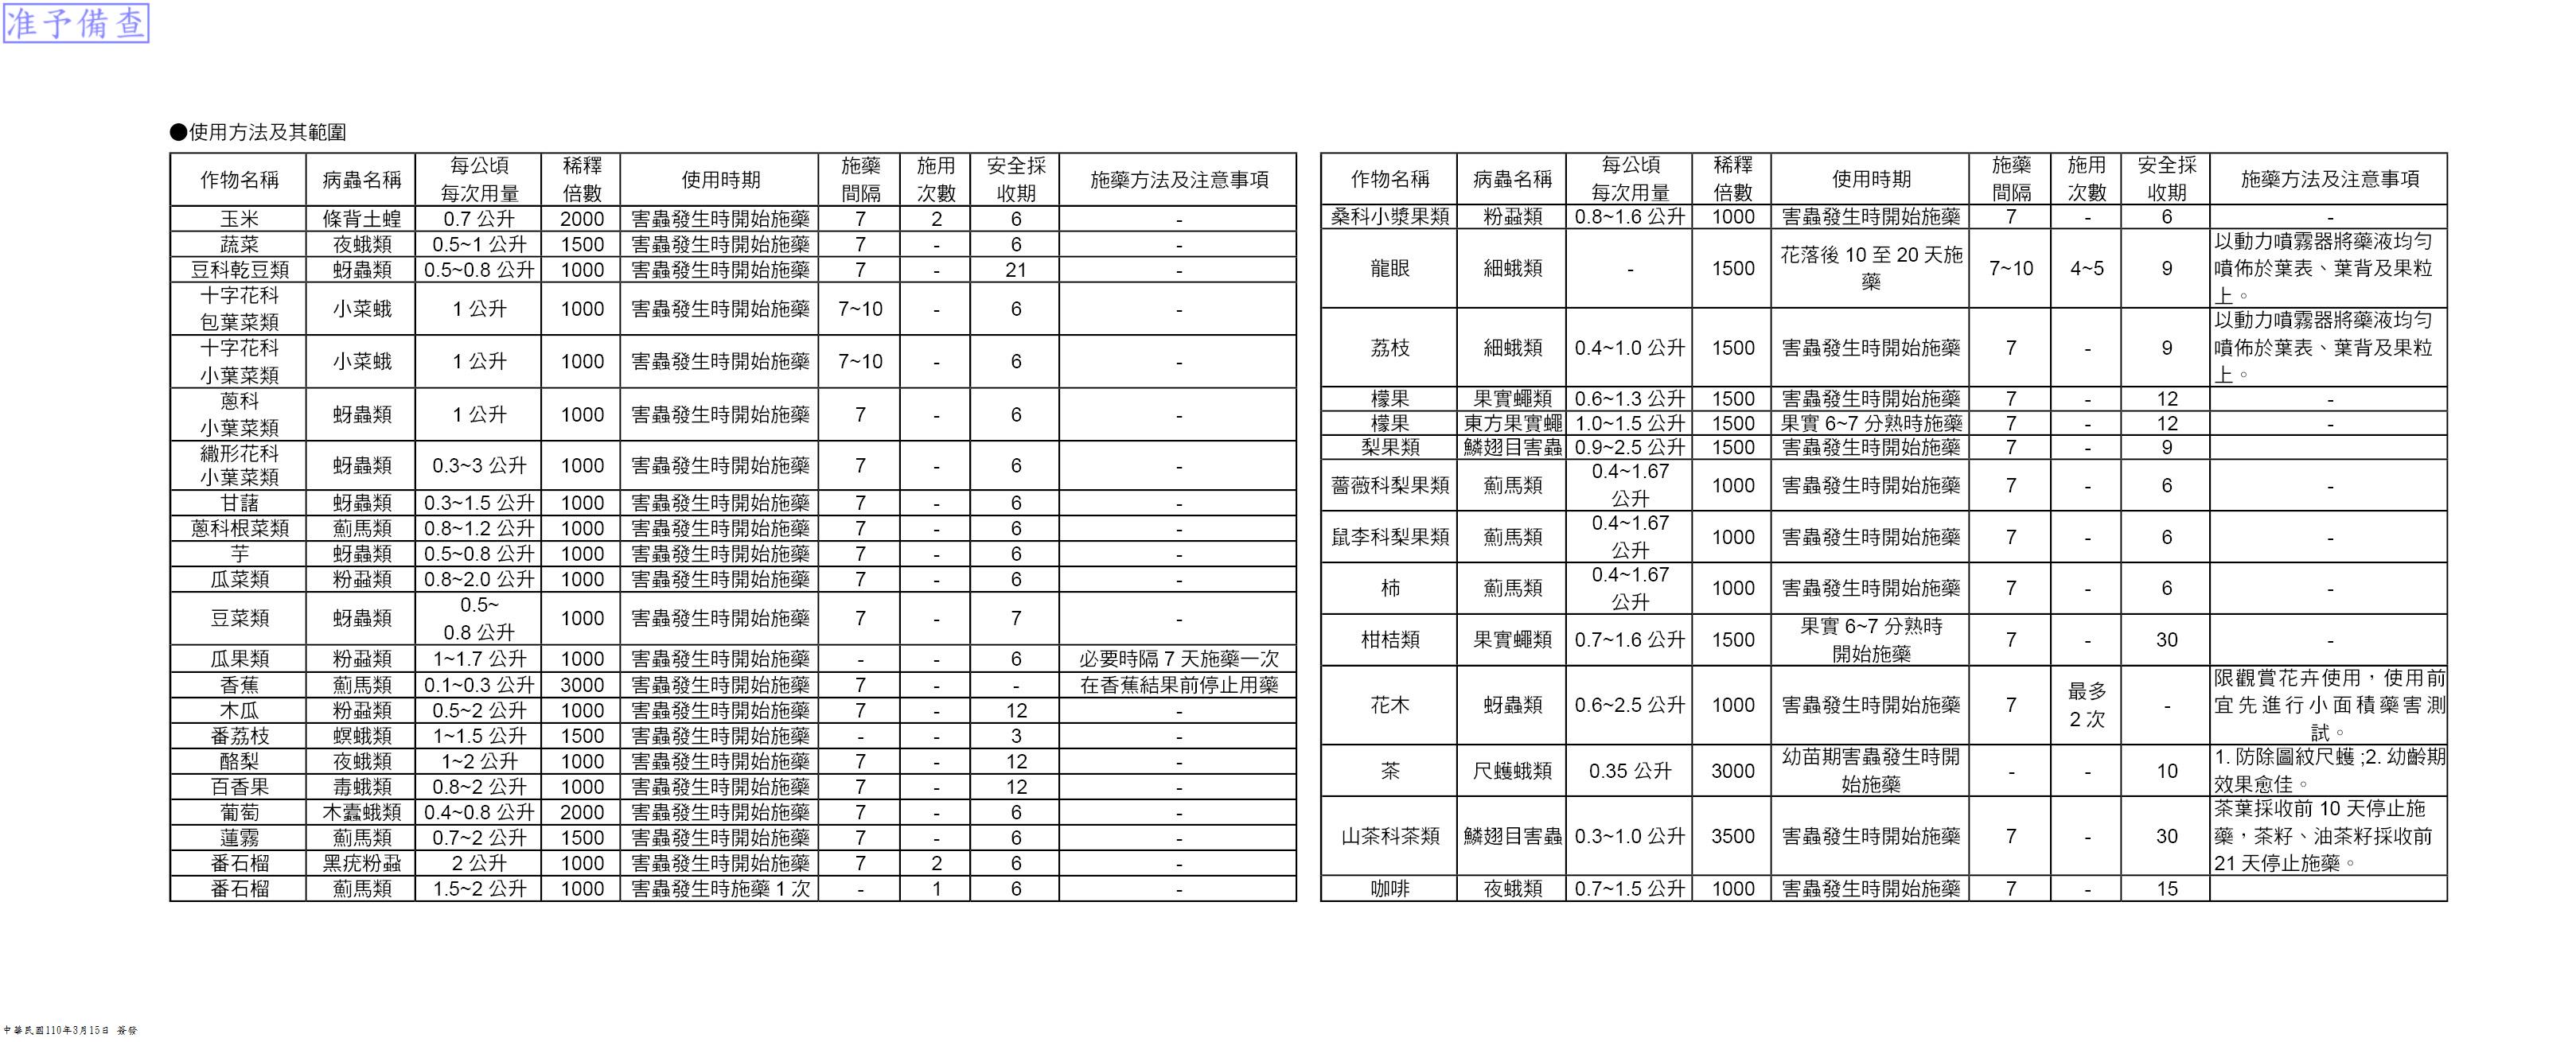 准予備查
●使用方法及其範圍
作物名稱 病蟲名稱 每公頃每次用量 稀釋倍數 使用時期 施藥間隔 施用次數 安全採收期 施藥方法及注意事項
玉米 條背土蝗 0.7 公升 2000 害蟲發生時開始施藥 7 2 6 -
蔬菜 夜蛾類 0.5~1 公升 1500 害蟲發生時開始施藥 7 - 6 -
豆科乾豆類 蚜蟲類 0.5~0.8 公升 1000 害蟲發生時開始施藥 7 - 21 -
十字花科包葉菜類 小菜蛾 1 公升 1000 害蟲發生時開始施藥 7~10 - 6 -
十字花科小葉菜類 小菜蛾 1 公升 1000 害蟲發生時開始施藥 7~10 - 6 -
蔥科小葉菜類 蚜蟲類 1 公升 1000 害蟲發生時開始施藥 7 - 6 -
繖形花科小葉菜類 蚜蟲類 0.3~3 公升 1000 害蟲發生時開始施藥 7 - 6 -
甘藷 蚜蟲類 0.3~1.5 公升 1000 害蟲發生時開始施藥 7 - 6 -
蔥科根菜類 薊馬類 0.8~1.2 公升 1000 害蟲發生時開始施藥 7 - 6 -
芋 蚜蟲類 0.5~0.8 公升 1000 害蟲發生時開始施藥 7 - 6 -
瓜菜類 粉蝨類 0.8~2.0 公升 1000 害蟲發生時開始施藥 7 - 6 -
豆菜類 蚜蟲類 0.5~0.8 公升 1000 害蟲發生時開始施藥 7 - 7 -
瓜果類 粉蝨類 1~1.7 公升 1000 害蟲發生時開始施藥 - - 6 必要時隔 7 天施藥一次
香蕉 薊馬類 0.1~0.3 公升 3000 害蟲發生時開始施藥 7 - - 在香蕉結果前停止用藥
木瓜 粉蝨類 0.5~2 公升 1000 害蟲發生時開始施藥 7 - 12 -
番荔枝 螟蛾類 1~1.5 公升 1500 害蟲發生時開始施藥 - - 3 -
酪梨 夜蛾類 1~2 公升 1000 害蟲發生時開始施藥 7 - 12 -
百香果 毒蛾類 0.8~2 公升 1000 害蟲發生時開始施藥 7 - 12 -
葡萄 木蠹蛾類 0.4~0.8 公升 2000 害蟲發生時開始施藥 7 - 6 -
蓮霧 薊馬類 0.7~2 公升 1500 害蟲發生時開始施藥 7 - 6 -
番石榴 黑疣粉蝨 2 公升 1000 害蟲發生時開始施藥 7 2 6 -
番石榴 薊馬類 1.5~2 公升 1000 害蟲發生時施藥 1 次 - 1 6 -
作物名稱 病蟲名稱 每公頃每次用量 稀釋倍數 使用時期 施藥間隔 施用次數 安全採收期 施藥方法及注意事項
桑科小漿果類 粉蝨類 0.8~1.6 公升 1000 害蟲發生時開始施藥 7 - 6 -
龍眼 細蛾類 - 1500 花落後 10 至 20 天施藥 7~10 4~5 9 以動力噴霧器將藥液均勻噴佈於葉表、葉背及果粒上。
荔枝 細蛾類 0.4~1.0 公升 1500 害蟲發生時開始施藥 7 - 9 以動力噴霧器將藥液均勻噴佈於葉表、葉背及果粒上。
檬果 果實蠅類 0.6~1.3 公升 1500 害蟲發生時開始施藥 7 - 12 -
檬果 東方果實蠅 1.0~1.5 公升 1500 果實 6~7 分熟時施藥 7 - 12 -
梨果類 鱗翅目害蟲 0.9~2.5 公升 1500 害蟲發生時開始施藥 7 - 9
薔薇科梨果類 薊馬類 0.4~1.67 公升 1000 害蟲發生時開始施藥 7 - 6 -
鼠李科梨果類 薊馬類 0.4~1.67 公升 1000 害蟲發生時開始施藥 7 - 6 -
柿 薊馬類 0.4~1.67 公升 1000 害蟲發生時開始施藥 7 - 6 -
柑桔類 果實蠅類 0.7~1.6 公升 1500 果實 6~7 分熟時開始施藥 7 - 30 -
花木 蚜蟲類 0.6~2.5 公升 1000 害蟲發生時開始施藥 7 最多 2 次 - 限觀賞花卉使用，使用前宜先進行小面積藥害測試。
茶 尺蠖蛾類 0.35 公升 3000 幼苗期害蟲發生時開始施藥 - - 10 1. 防除圖紋尺蠖 ;2. 幼齡期效果愈佳。
山茶科茶類 鱗翅目害蟲 0.3~1.0 公升 3500 害蟲發生時開始施藥 7 - 30 茶葉採收前 10 天停止施藥，茶籽、油茶籽採收前 21 天停止施藥。
咖啡 夜蛾類 0.7~1.5 公升 1000 害蟲發生時開始施藥 7 - 15
中華民國110年3月15日 簽發